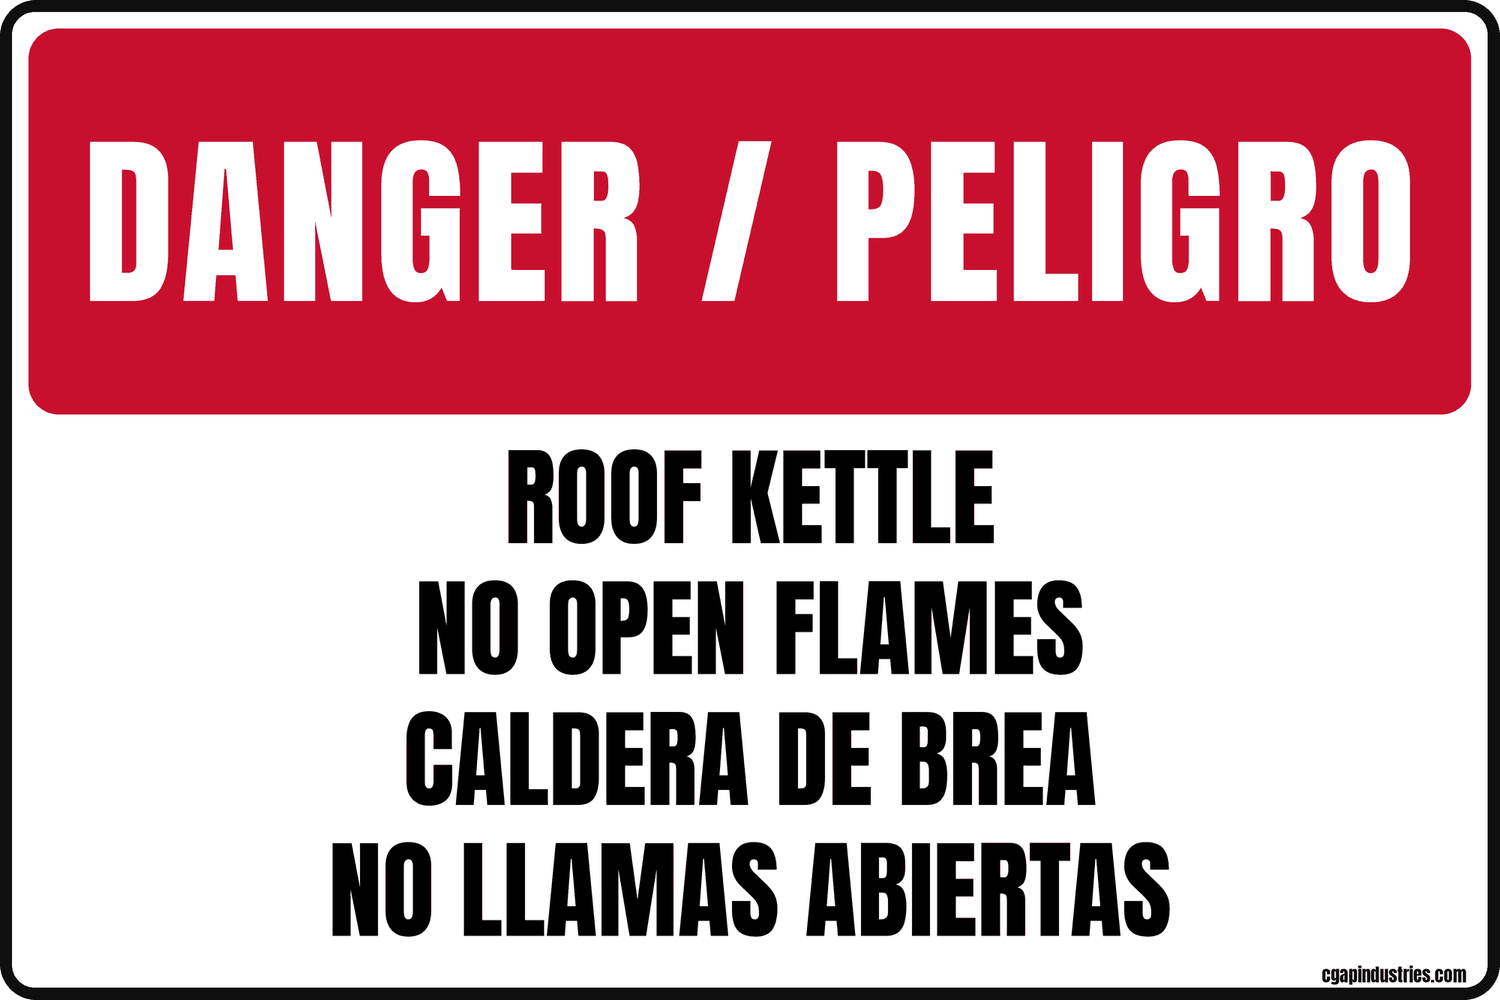 DANGER / PELIGRO
ROOF KETTLE
NO OPEN FLAMES
CALDERA DE BREA
NO LLAMAS ABIERTAS
cgapindustries.com